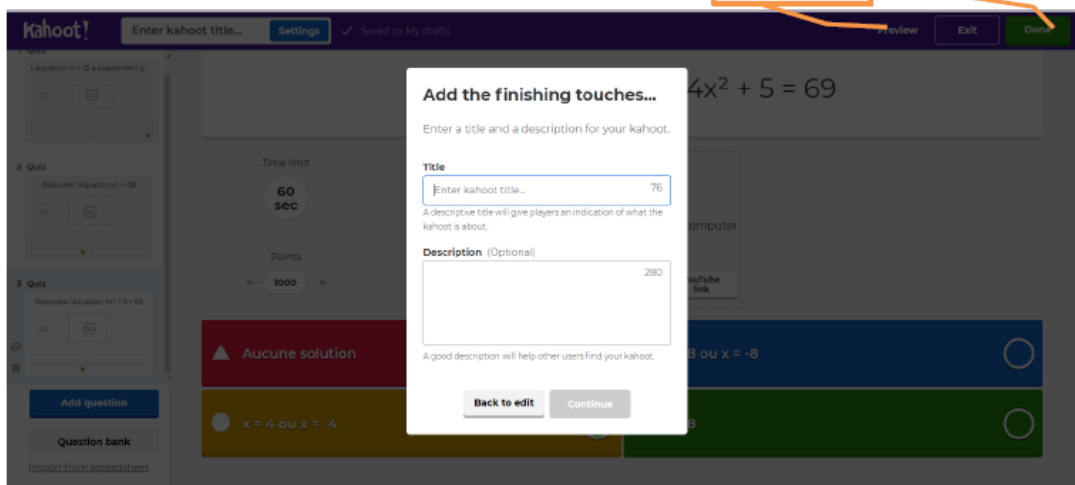 Kahoot!
Enter kahoot title...
Settings
✓ Saved to: My drafts
Preview
Exit
Done
1 Quiz
2 Quiz
3 Quiz
Add question
Question bank
Import from spreadsheet
4x² + 5 = 69
Time limit
60
sec
Points
1000
omputer
ouTube
link
Add the finishing touches...
Enter a title and a description for your kahoot.
Title
Enter kahoot title...
76
A descriptive title will give players an indication of what the
kahoot is about.
Description (Optional)
280
A good description will help other users find your kahoot.
Back to edit
Continue
Aucune solution
8 ou x = -8
x = 4 ou x = -4
8